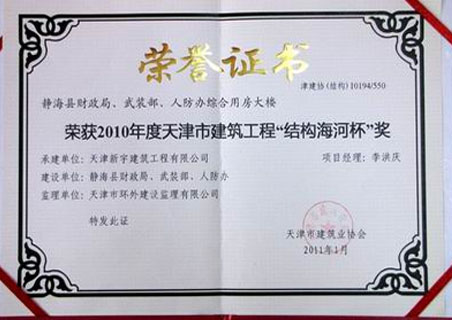 荣誉证书
津建协(结构)10194/550
静海县财政局、武装部、人防办综合用房大楼
荣获2010年度天津市建筑工程“结构海河杯”奖
承建单位：天津新宇建筑工程有限公司 项目经理：李洪庆
建设单位：静海县财政局、武装部、人防办
监理单位：天津市环外建设监理有限公司
特发此证
天津市建筑业协会
2011年1月